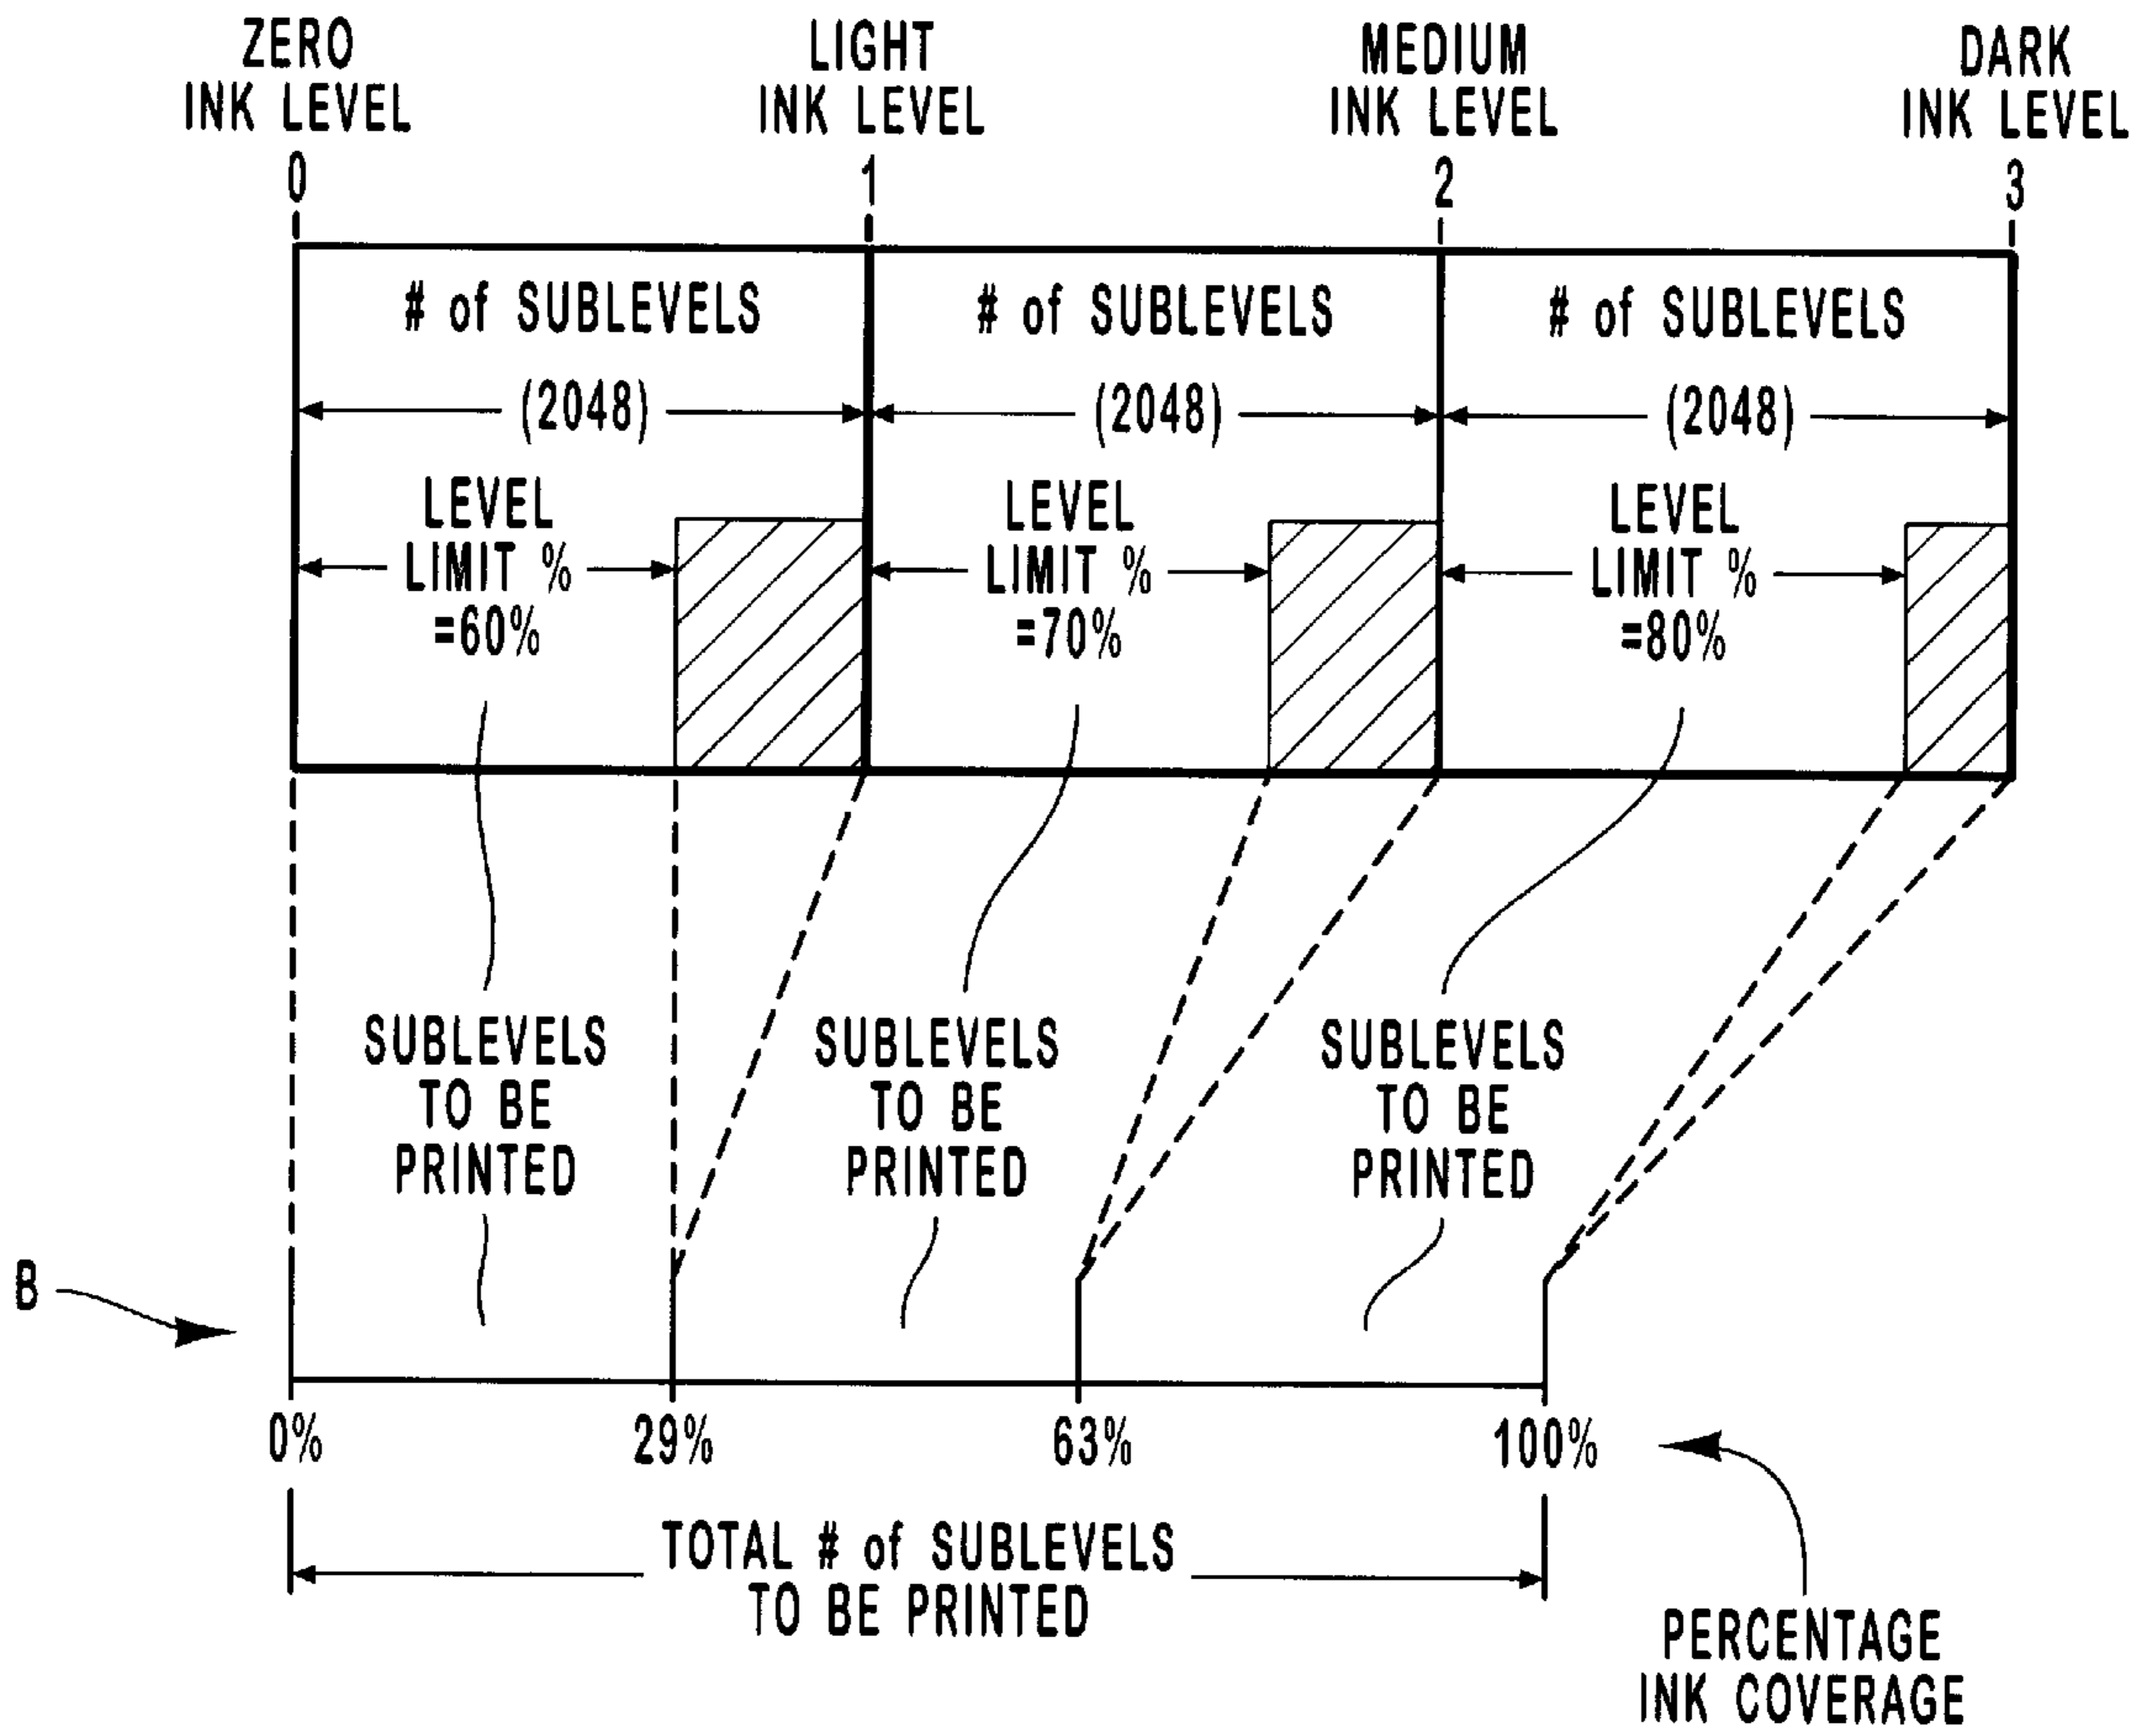 ZERO
INK LEVEL
0
LIGHT
INK LEVEL
1
MEDIUM
INK LEVEL
2
DARK
INK LEVEL
3
# of SUBLEVELS
(2048)
# of SUBLEVELS
(2048)
# of SUBLEVELS
(2048)
LEVEL
LIMIT %
=60%
LEVEL
LIMIT %
=70%
LEVEL
LIMIT %
=80%
SUBLEVELS
TO BE
PRINTED
SUBLEVELS
TO BE
PRINTED
SUBLEVELS
TO BE
PRINTED
B
0%
29%
63%
100%
TOTAL # of SUBLEVELS
TO BE PRINTED
PERCENTAGE
INK COVERAGE